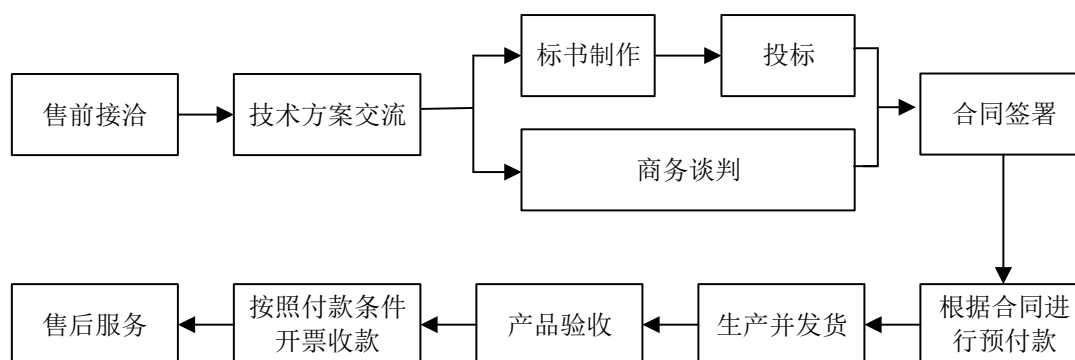 售前接洽
技术方案交流
标书制作
投标
商务谈判
合同签署
根据合同进
行预付款
生产并发货
产品验收
按照付款条件
开票收款
售后服务